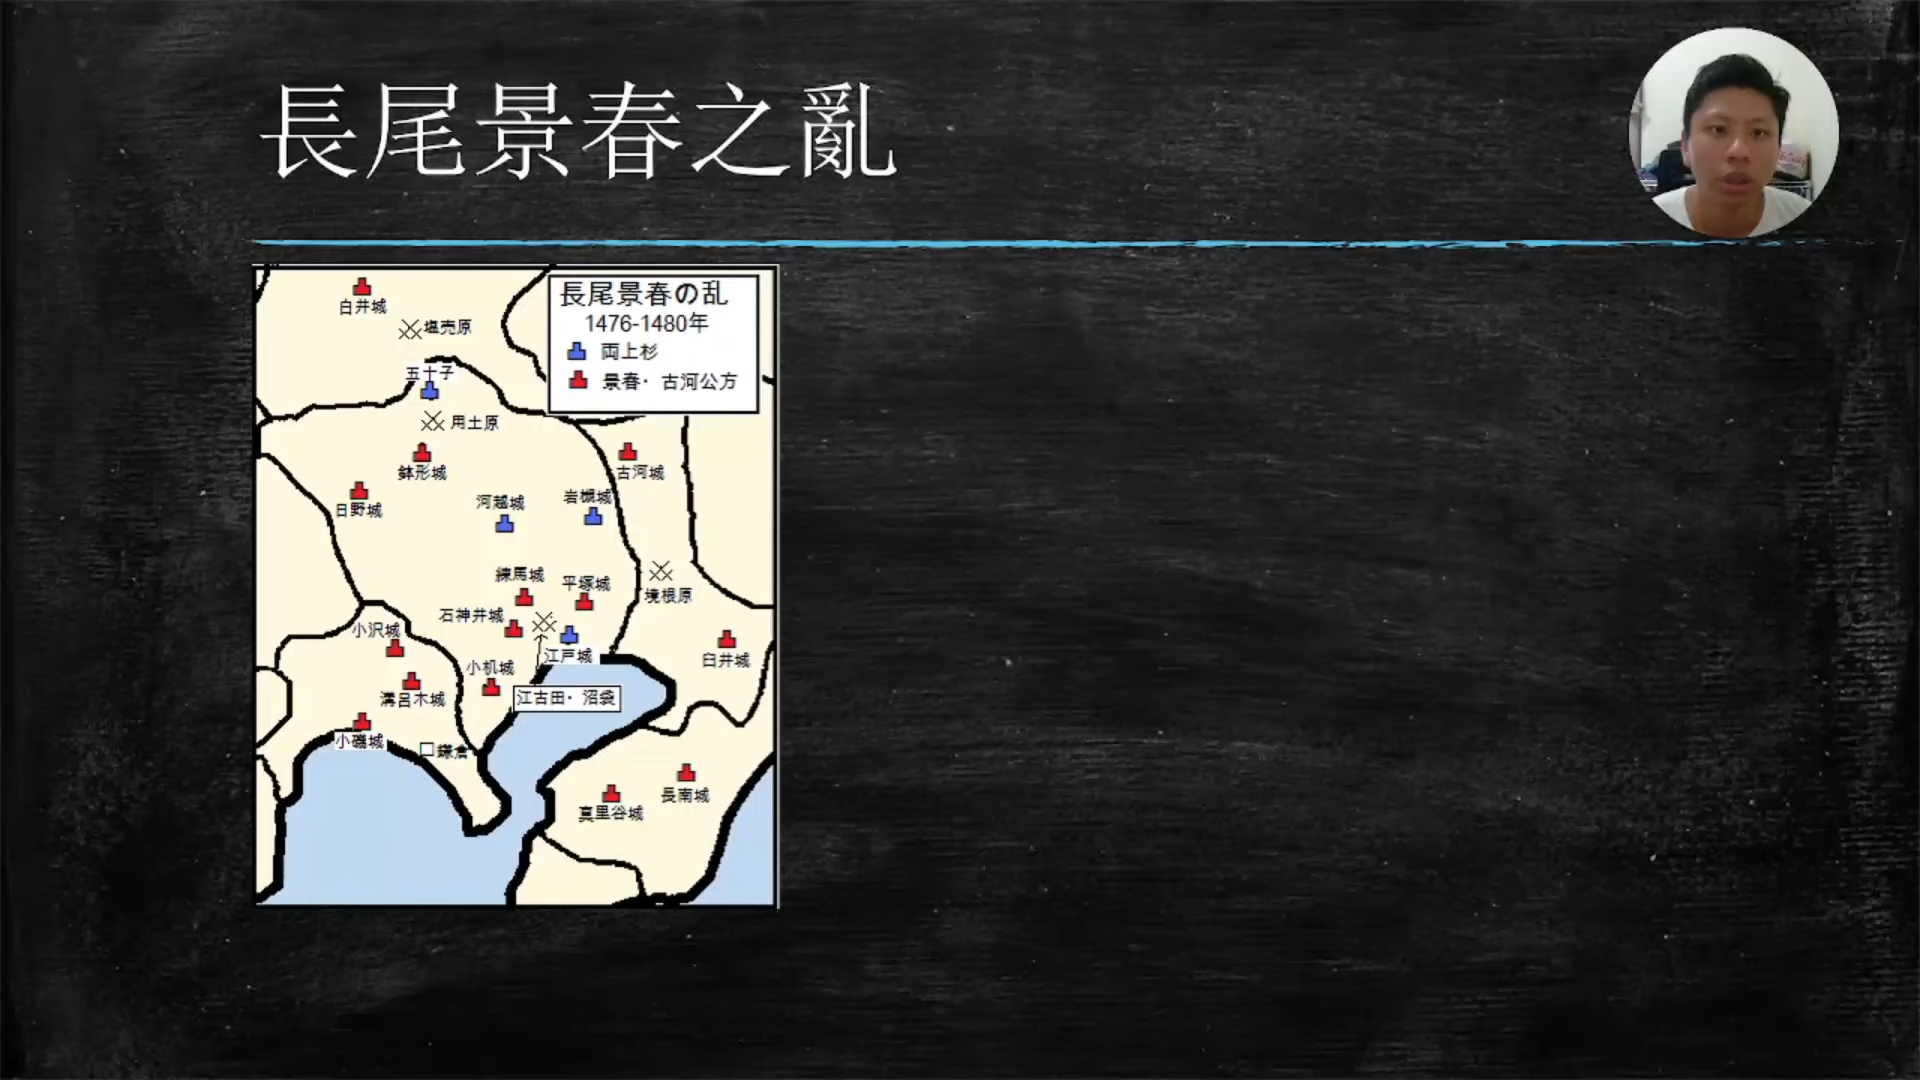 長尾景春之亂
長尾景春の乱
1476-1480年
両上杉
景春・古河公方
白井城
塩売原
五十子
用土原
鉢形城
古河城
日野城
河越城
岩槻城
練馬城
平塚城
境根原
石神井城
小沢城
江戸城
臼井城
小机城
溝呂木城
江古田・沼袋
小磯城
鎌倉
長南城
真里谷城